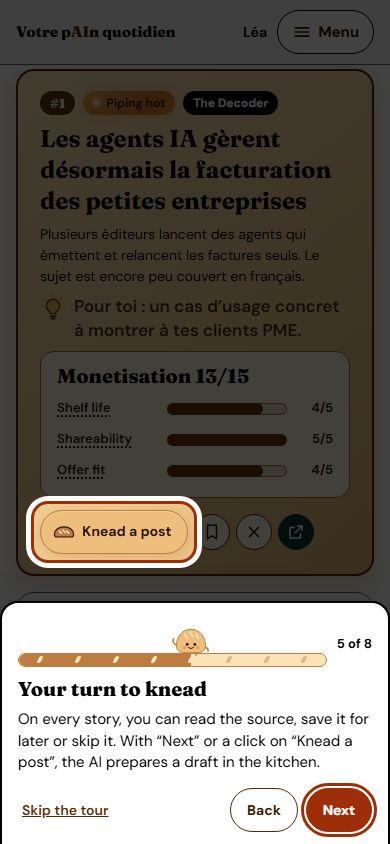 Votre pAIn quotidien
Léa
Menu
#1
Piping hot
The Decoder
Les agents IA gèrent
désormais la facturation
des petites entreprises
Plusieurs éditeurs lancent des agents qui
émettent et relancent les factures seuls. Le
sujet est encore peu couvert en français.
Pour toi : un cas d'usage concret
à montrer à tes clients PME.
Monetisation 13/15
Shelf life 4/5
Shareability 5/5
Offer fit 4/5
Knead a post
5 of 8
Your turn to knead
On every story, you can read the source, save it for
later or skip it. With “Next” or a click on “Knead a
post”, the AI prepares a draft in the kitchen.
Skip the tour
Back
Next